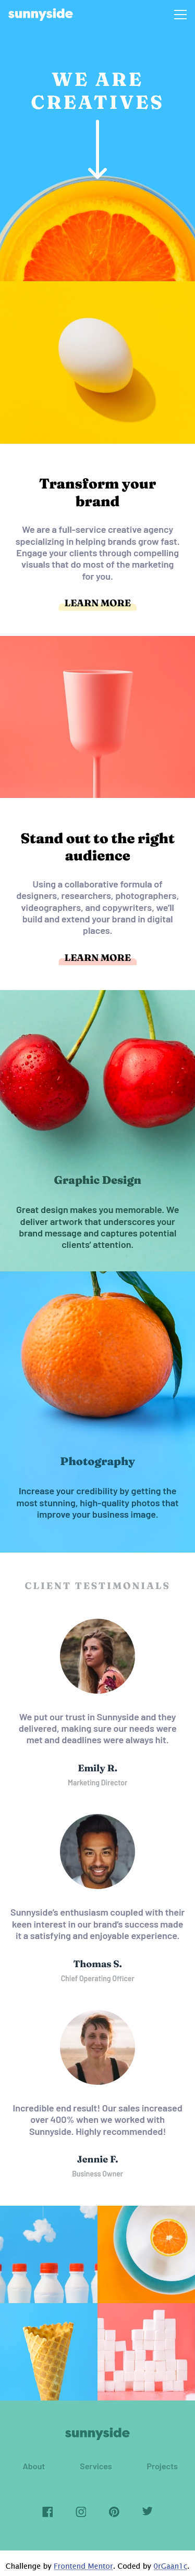 sunnyside
WE ARE
CREATIVES
Transform your
brand
We are a full-service creative agency
specializing in helping brands grow fast.
Engage your clients through compelling
visuals that do most of the marketing
for you.
LEARN MORE
Stand out to the right
audience
Using a collaborative formula of
designers, researchers, photographers,
videographers, and copywriters, we'll
build and extend your brand in digital
places.
LEARN MORE
Graphic Design
Great design makes you memorable. We
deliver artwork that underscores your
brand message and captures potential
clients' attention.
Photography
Increase your credibility by getting the
most stunning, high-quality photos that
improve your business image.
CLIENT TESTIMONIALS
We put our trust in Sunnyside and they
delivered, making sure our needs were
met and deadlines were always hit.
Emily R.
Marketing Director
Sunnyside's enthusiasm coupled with their
keen interest in our brand's success made
it a satisfying and enjoyable experience.
Thomas S.
Chief Operating Officer
Incredible end result! Our sales increased
over 400% when we worked with
Sunnyside. Highly recommended!
Jennie F.
Business Owner
sunnyside
About Services Projects
Challenge by Frontend Mentor. Coded by